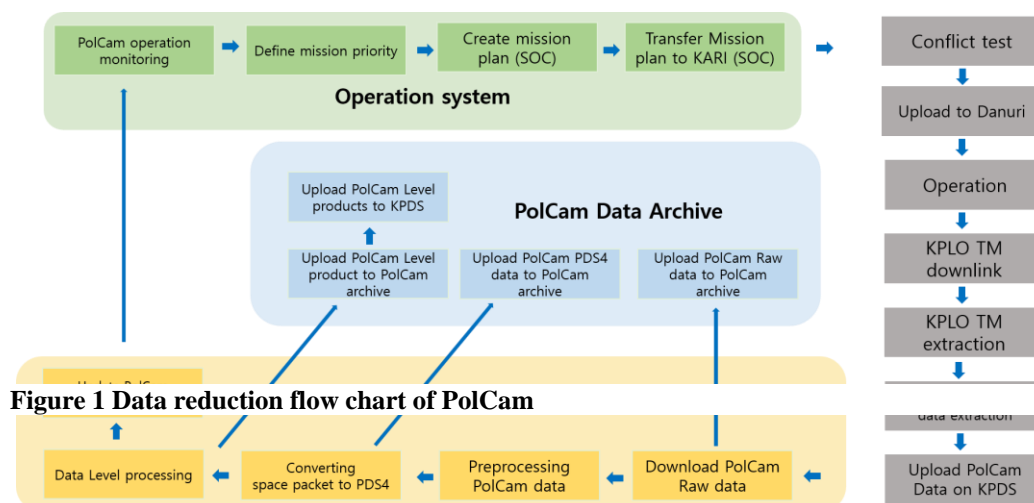 PolCam operation
monitoring
Define mission priority
Create mission
plan (SOC)
Transfer Mission
plan to KARI (SOC)
Operation system
Conflict test
Upload to Danuri
Operation
KPLO TM
downlink
KPLO TM
extraction
Upload PolCam Level
products to KPDS
PolCam Data Archive
Upload PolCam Level
product to PolCam
archive
Upload PolCam PDS4
data to PolCam
archive
Upload PolCam Raw
data to PolCam
archive
Figure 1 Data reduction flow chart of PolCam
data extraction
Data Level processing
Converting
space packet to PDS4
Preprocessing
PolCam data
Download PolCam
Raw data
Upload PolCam
Data on KPDS